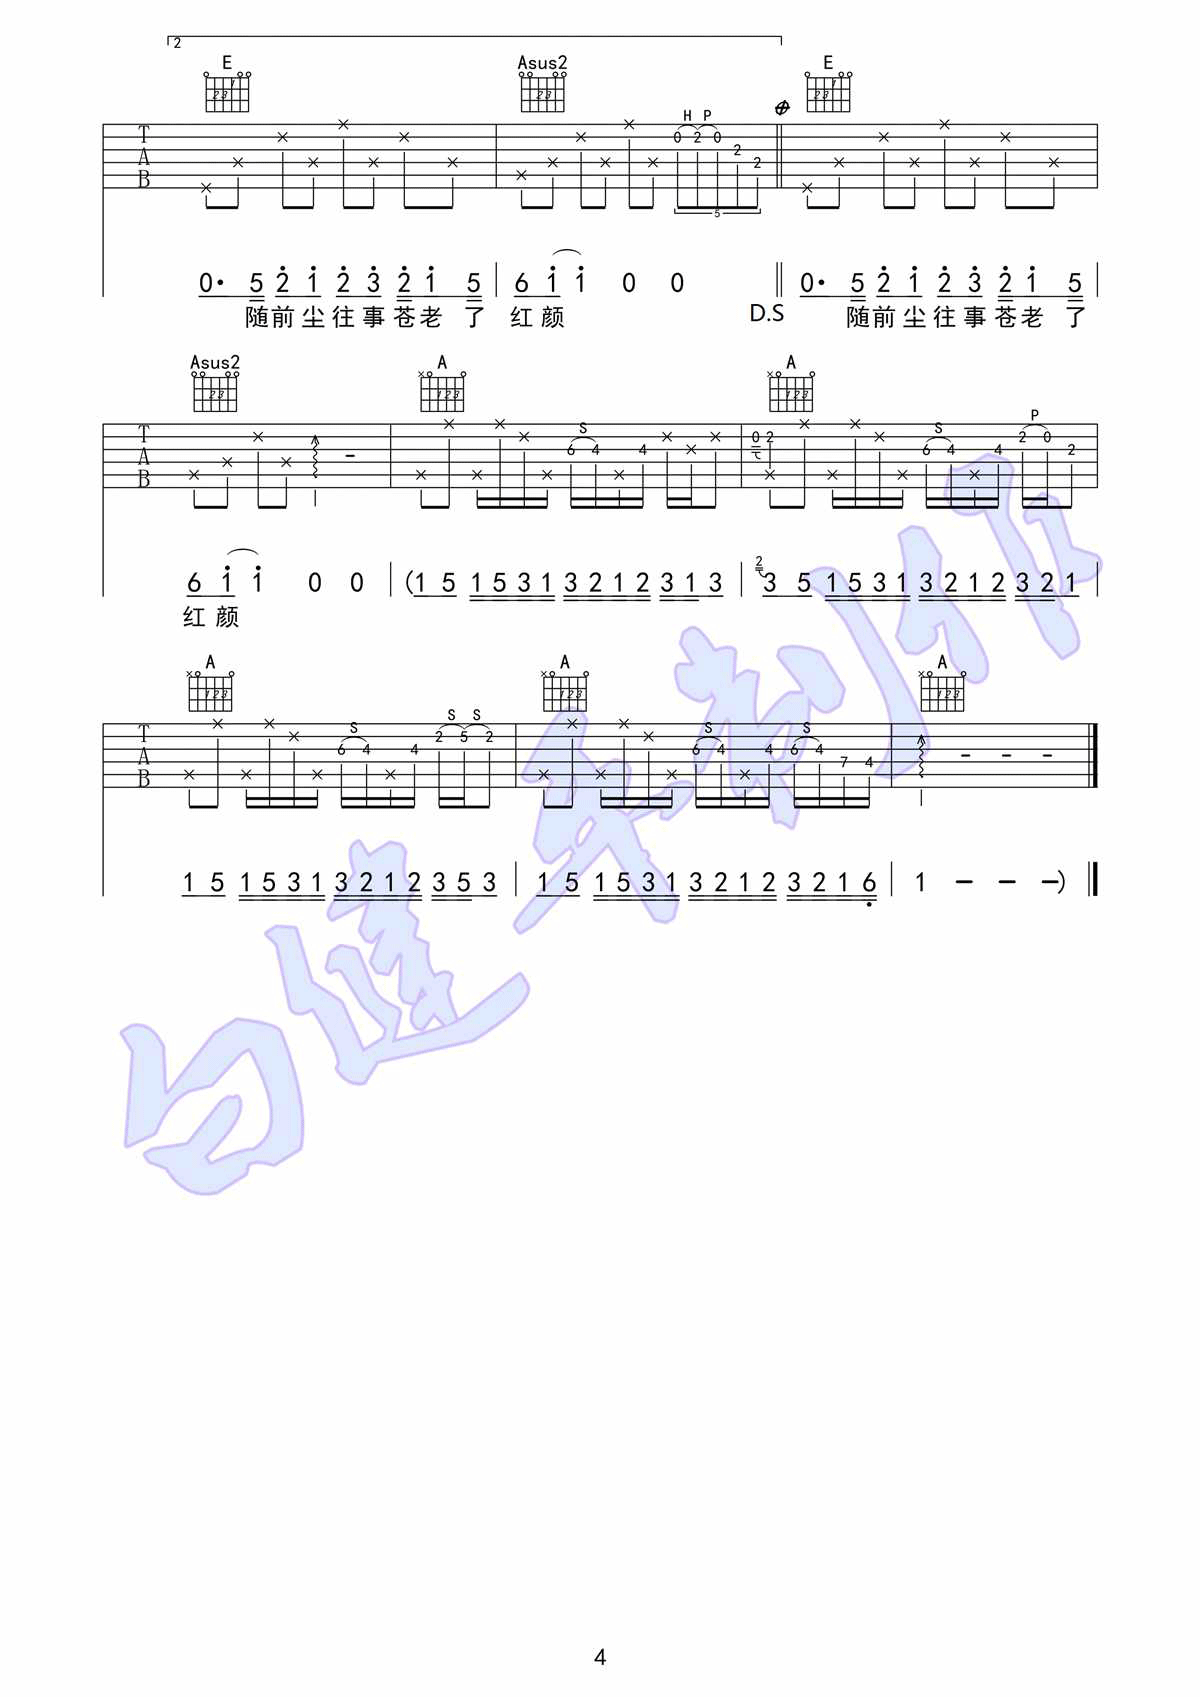 2
E Asus2 E
H P
T A B 0 2 0 2 2
5
0· 5 2 1 2 3 2 1 5 | 6 1 1 0 0 || 0· 5 2 1 2 3 2 1 5 |
随前尘往事苍老了 红颜 D.S 随前尘往事苍老了
Asus2 A A
S S P
T A B – 6 4 4 0 2 6 4 4 2 0 2
6 1 1 0 0 | (1 5 1 5 3 1 3 2 1 2 3 1 3 | 2 3 5 1 5 3 1 3 2 1 2 3 2 1 |
红颜
A A A
S S S S S
T A B 6 4 4 2 5 2 6 4 4 6 4 7 4 – – –
1 5 1 5 3 1 3 2 1 2 3 5 3 | 1 5 1 5 3 1 3 2 1 2 3 2 1 6 | 1 – – –)
4